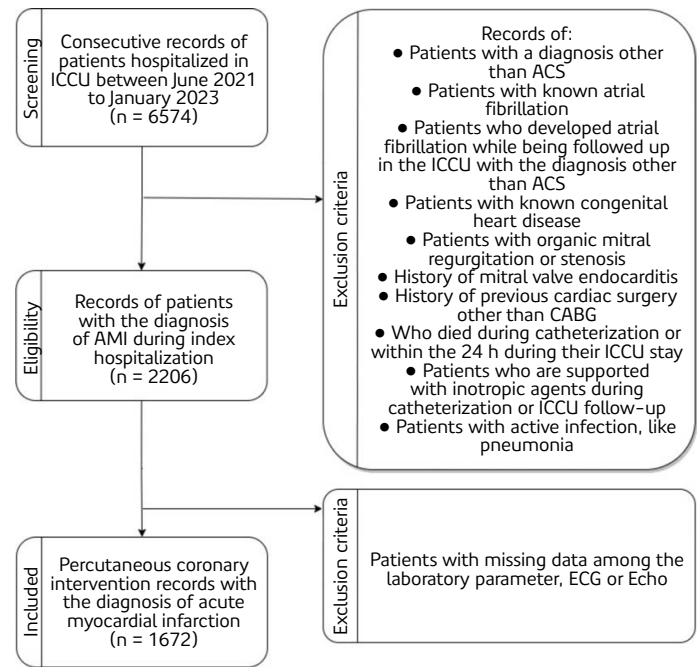 Screening
Consecutive records of
patients hospitalized in
ICCU between June 2021
to January 2023
(n = 6574)
Exclusion criteria
Records of:
● Patients with a diagnosis other
than ACS
● Patients with known atrial
fibrillation
● Patients who developed atrial
fibrillation while being followed up
in the ICCU with the diagnosis other
than ACS
● Patients with known congenital
heart disease
● Patients with organic mitral
regurgitation or stenosis
● History of mitral valve endocarditis
● History of previous cardiac surgery
other than CABG
● Who died during catheterization or
within the 24 h during their ICCU stay
● Patients who are supported
with inotropic agents during
catheterization or ICCU follow-up
● Patients with active infection, like
pneumonia
Eligibility
Records of patients
with the diagnosis
of AMI during index
hospitalization
(n = 2206)
Exclusion criteria
Patients with missing data among the
laboratory parameter, ECG or Echo
Included
Percutaneous coronary
intervention records with
the diagnosis of acute
myocardial infarction
(n = 1672)